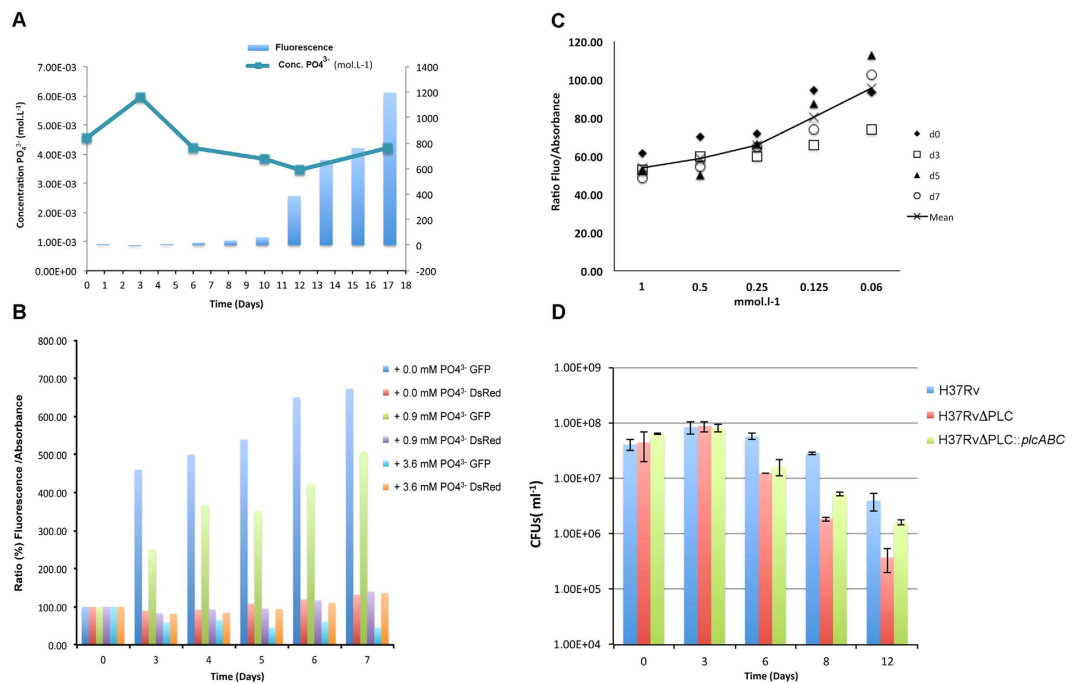 A
Fluorescence
Conc. PO4³⁻ (mol.L-1)
7.00E-03
6.00E-03
5.00E-03
4.00E-03
3.00E-03
2.00E-03
1.00E-03
0.00E+00
Concentration PO₄³⁻ (mol.L⁻¹)
1400
1200
1000
800
600
400
200
0
-200
0 1 2 3 4 5 6 7 8 9 10 11 12 13 14 15 16 17 18
Time (Days)
B
800.00
700.00
600.00
500.00
400.00
300.00
200.00
100.00
0.00
Ratio (%) Fluorescence /Absorbance
+ 0.0 mM PO4³⁻ GFP
+ 0.0 mM PO4³⁻ DsRed
+ 0.9 mM PO4³⁻ GFP
+ 0.9 mM PO4³⁻ DsRed
+ 3.6 mM PO4³⁻ GFP
+ 3.6 mM PO4³⁻ DsRed
0 3 4 5 6 7
Time (Days)
C
120.00
100.00
80.00
60.00
40.00
20.00
0.00
Ratio Fluo/Absorbance
d0
d3
d5
d7
Mean
1 0.5 0.25 0.125 0.06
mmol.l-1
D
1.00E+09
1.00E+08
1.00E+07
1.00E+06
1.00E+05
1.00E+04
CFUs( ml⁻¹)
H37Rv
H37RvΔPLC
H37RvΔPLC::plcABC
0 3 6 8 12
Time (Days)